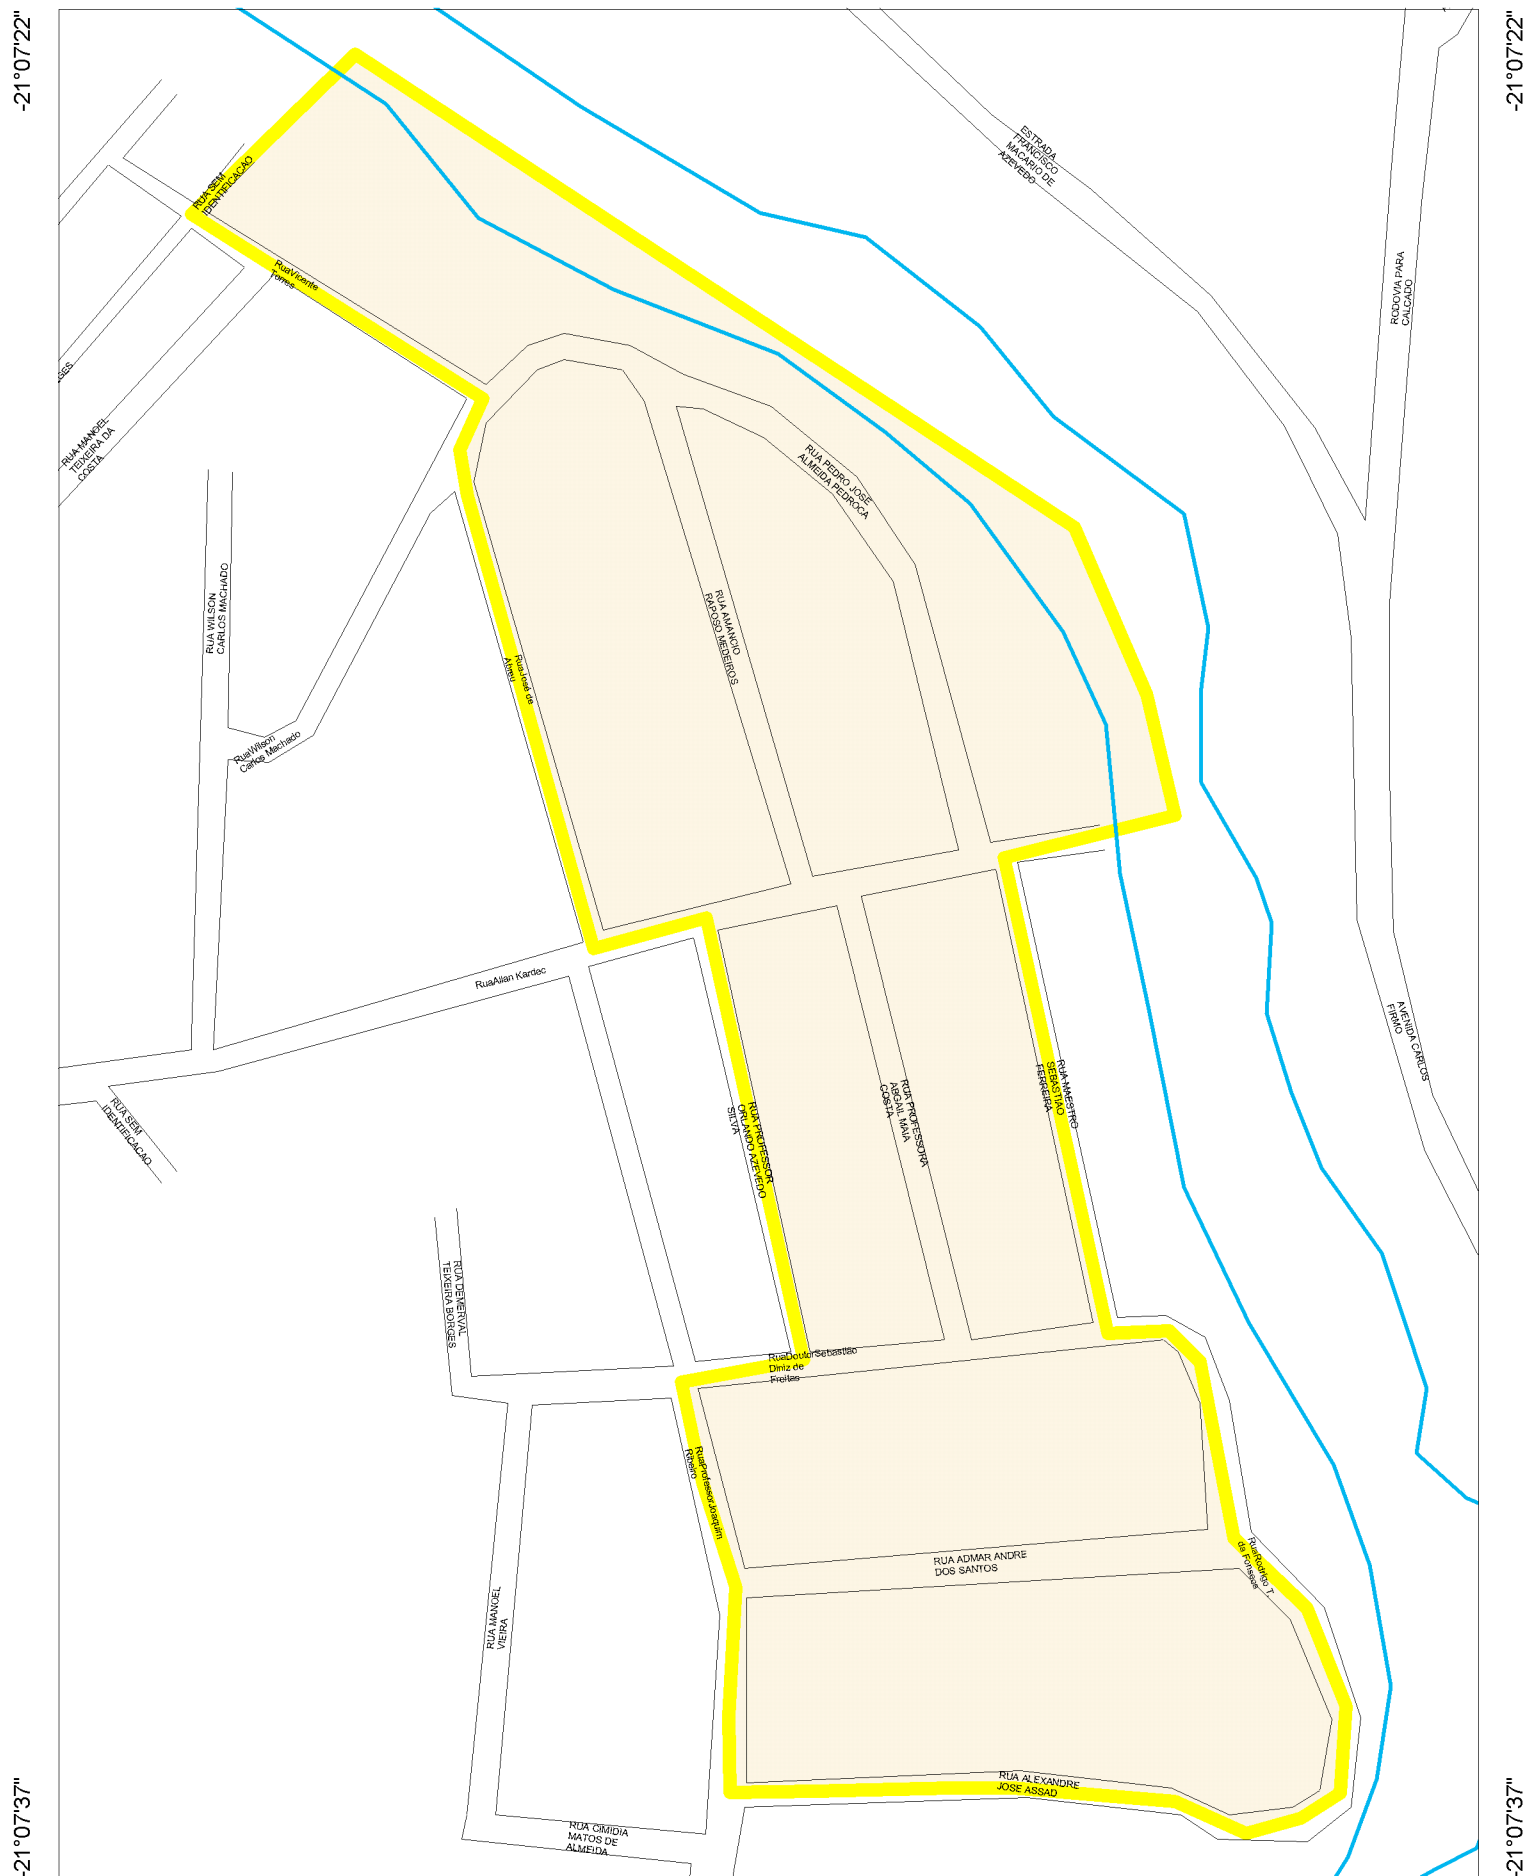 -21°07'22"
-21°07'22"
ESTRADA
FRANCISCO
MACARIO DE
AZEVEDO
RUA SEM
IDENTIFICACAO
RODOVIA PARA
CALCADO
RuaVicente
Torres
GES
RUA MANOEL
TEIXEIRA DA
COSTA
RUA PEDRO JOSE
ALMEIDA PEDROCA
RUA WILSON
CARLOS MACHADO
RUA AMANCIO
RAPOSO MEDEIROS
RuaJosé de
Abreu
RuaWilson
Carlos Machado
RuaAllan Kardec
AVENIDA CARLOS
FIRMO
RUA SEM
IDENTIFICACAO
RUA MAESTRO
SEBASTIAO
FERREIRA
RUA PROFESSORA
ABGAIL MAIA
COSTA
RUA PROFESSOR
ORLANDO AZEVEDO
SILVA
RUA DEMERVAL
TEIXEIRA BORGES
RuaDoutorSebastião
Diniz de
Freitas
RuaProfessorJoaquim
Ribeiro
RUA ADMAR ANDRE
DOS SANTOS
RuaRodrigo T.
da Fonseca
RUA MANOEL
VIEIRA
RUA ALEXANDRE
JOSE ASSAD
RUA CIMIDIA
MATOS DE
ALMEIDA
-21°07'37"
-21°07'37"